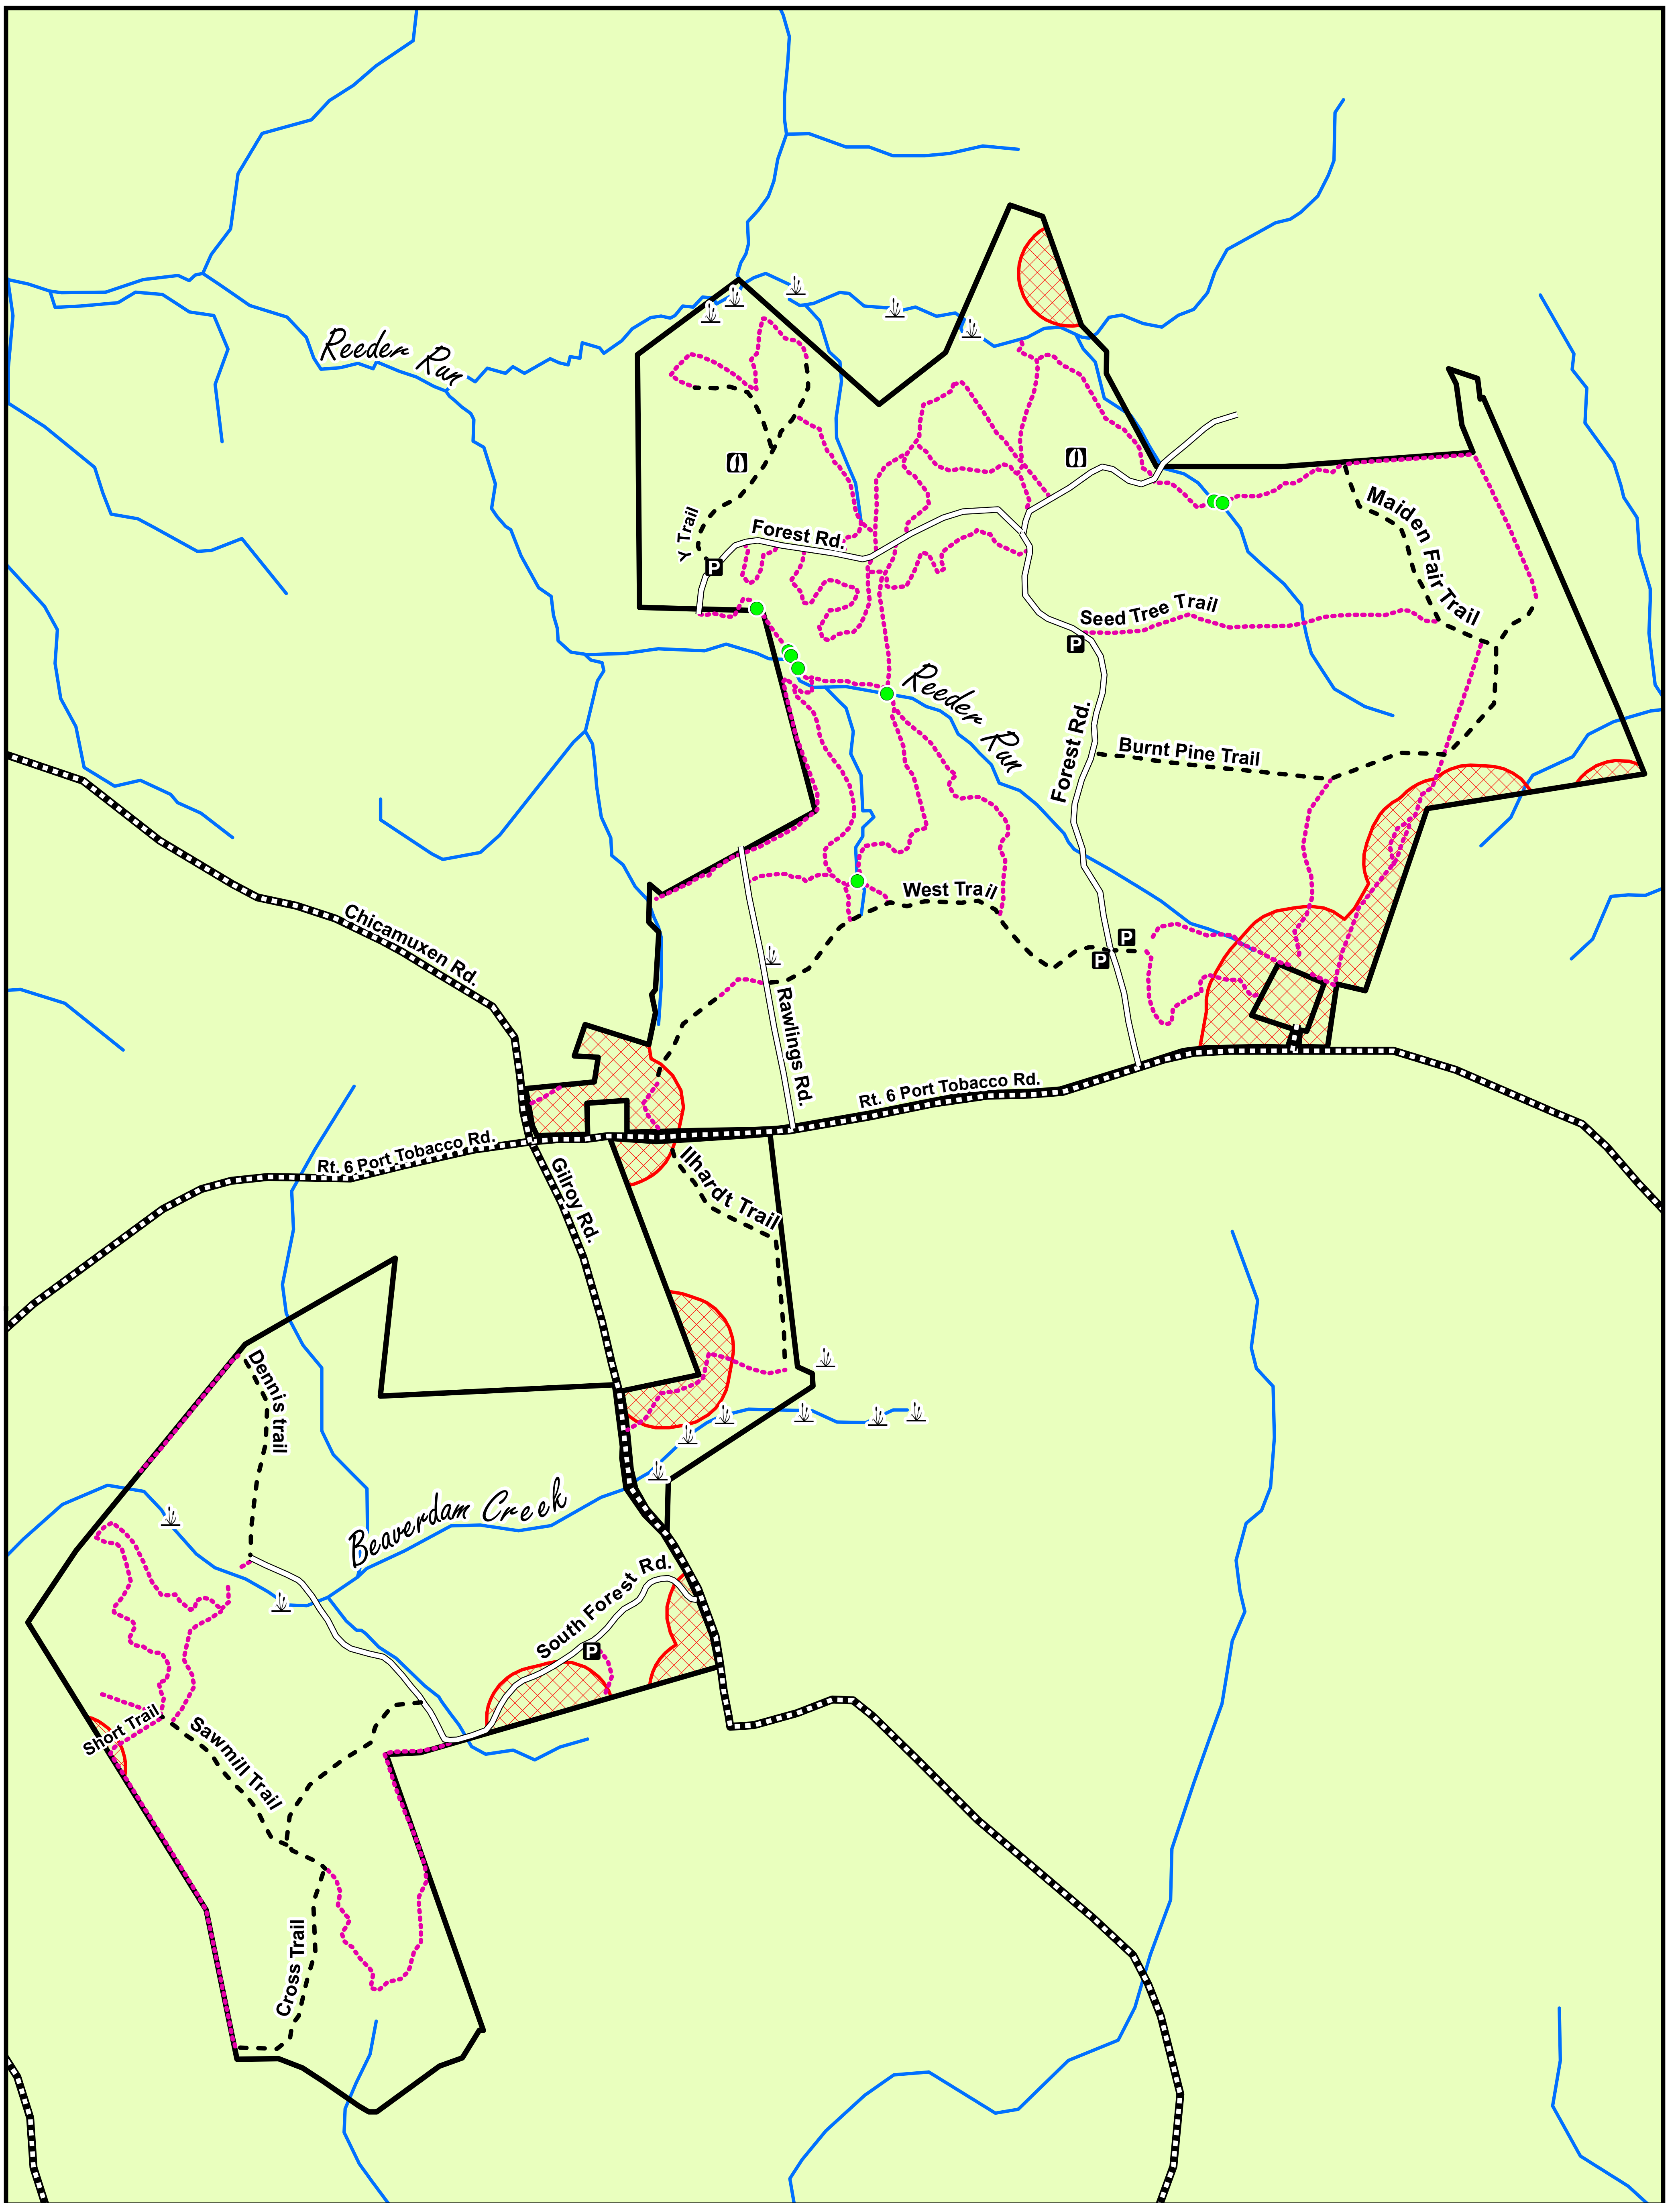 Reeder Run
Maiden Fair Trail
Y Trail
Forest Rd.
P
Seed Tree Trail
P
Reeder Run
Forest Rd.
Burnt Pine Trail
West Trail
Chicamuxen Rd.
P
P
Rawlings Rd.
Rt. 6 Port Tobacco Rd.
Rt. 6 Port Tobacco Rd.
Gilroy Rd.
Ilhardt Trail
Dennis trail
Beaverdam Creek
South Forest Rd.
P
Short Trail
Sawmill Trail
Cross Trail